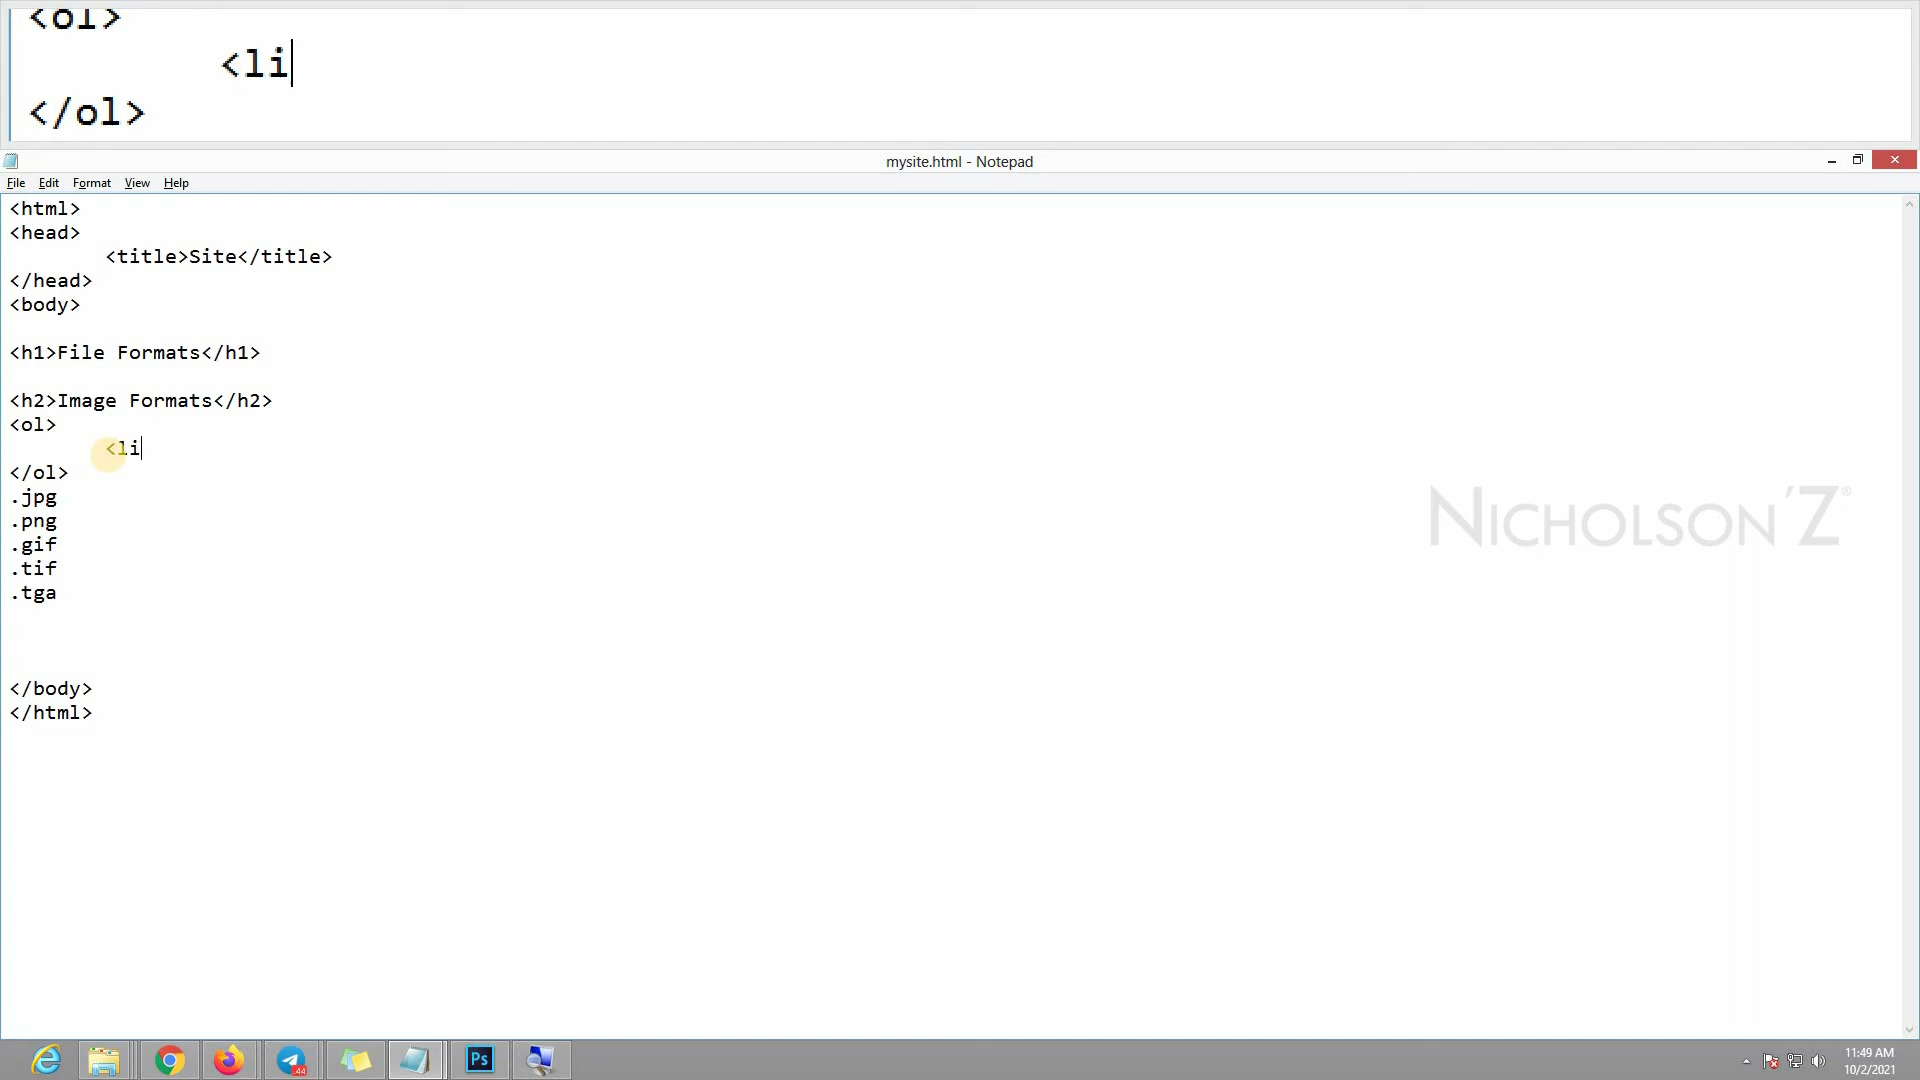 <ol>
<li
</ol>
mysite.html - Notepad
File Edit Format View Help
<html>
<head>
<title>Site</title>
</head>
<body>
<h1>File Formats</h1>
<h2>Image Formats</h2>
<ol>
<li
</ol>
.jpg
.png
.gif
.tif
.tga
</body>
</html>
NICHOLSON'Z®
Ps
44
11:49 AM
10/2/2021